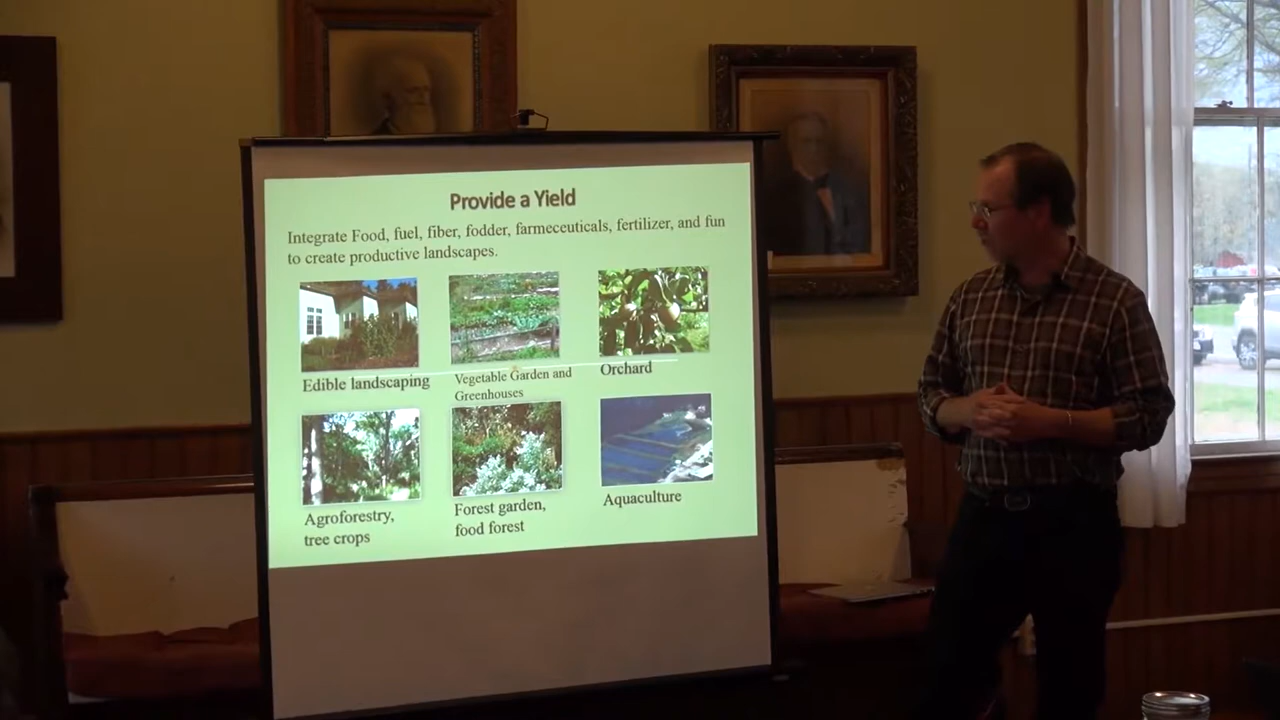 Provide a Yield
Integrate Food, fuel, fiber, fodder, farmeceuticals, fertilizer, and fun
to create productive landscapes.
Edible landscaping
Vegetable Garden and
Greenhouses
Orchard
Agroforestry,
tree crops
Forest garden,
food forest
Aquaculture